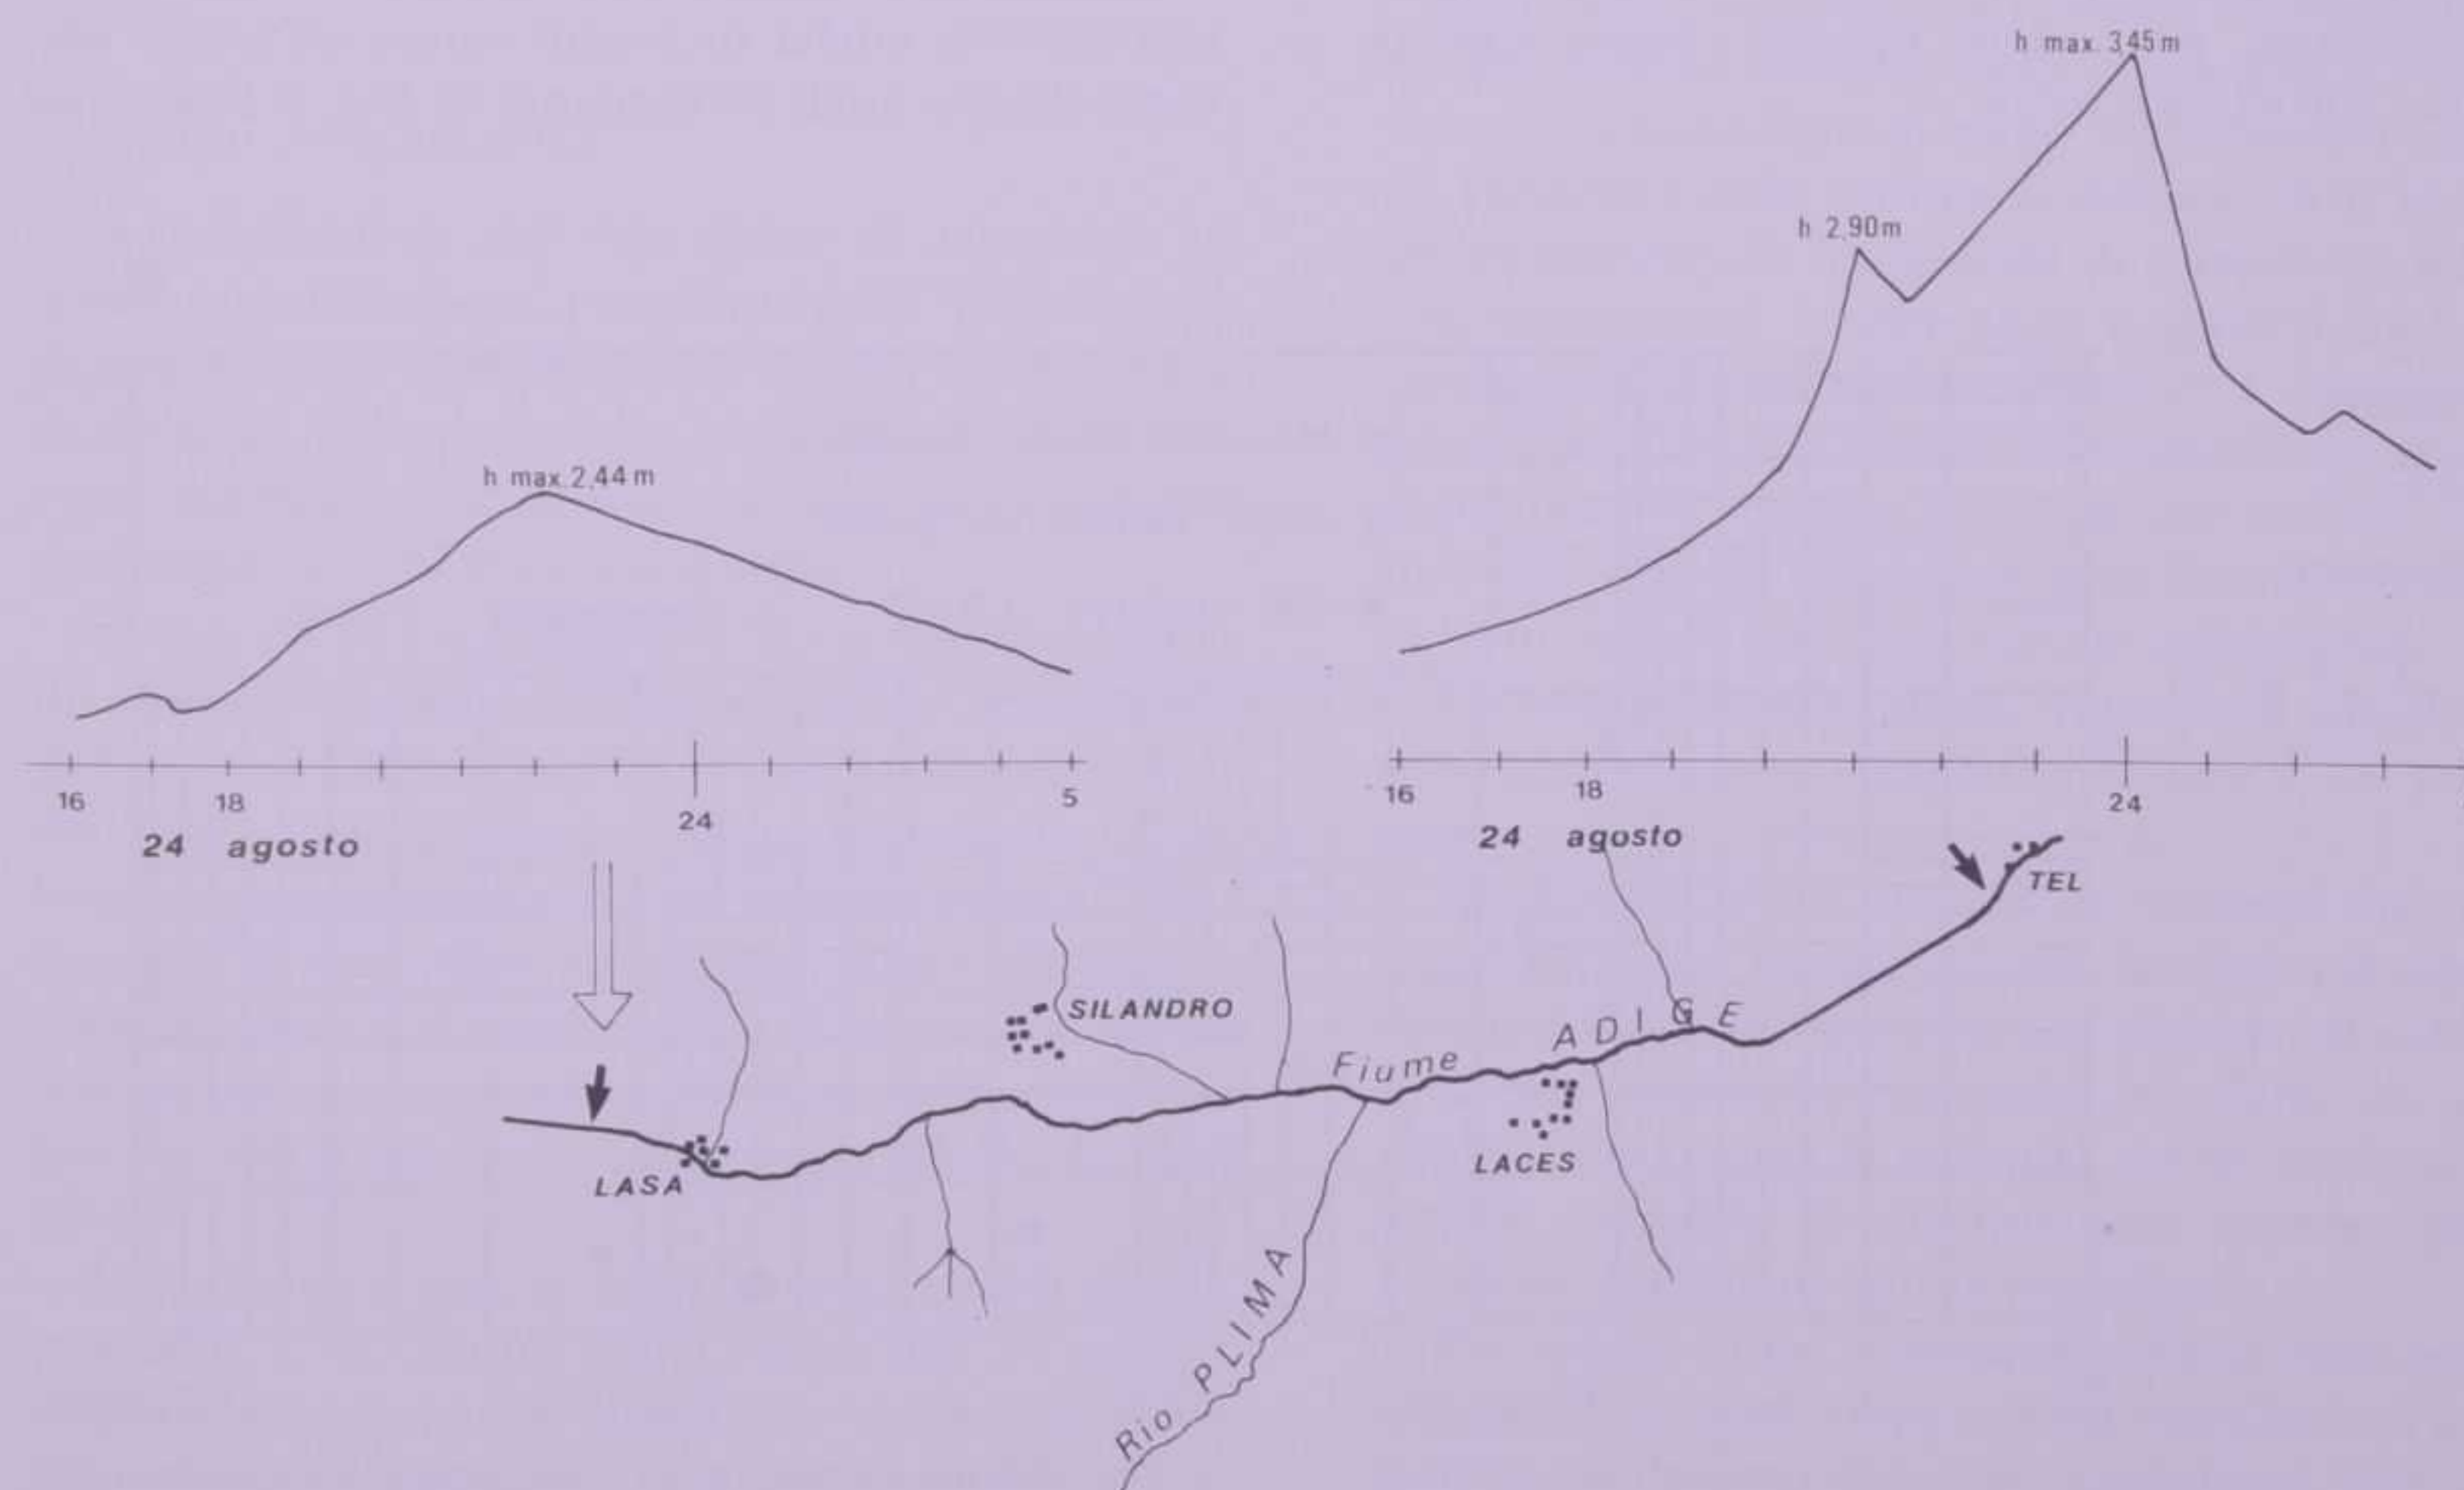 h max. 3,45 m
h 2,90 m
h max. 2,44 m
16 18 24 5
24 agosto
16 18 24
24 agosto
TEL
SILANDRO
Fiume ADIGE
LASA
LACES
Rio PLIMA